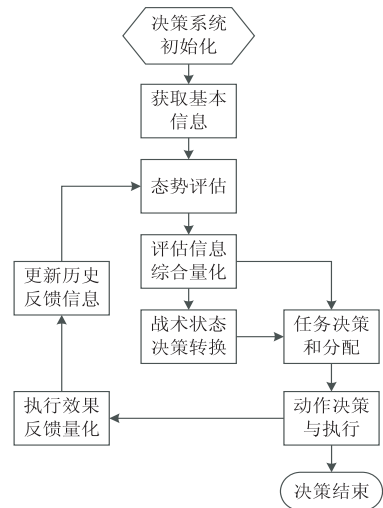 决策系统
初始化
获取基本
信息
态势评估
评估信息
综合量化
更新历史
反馈信息
战术状态
决策转换
任务决策
和分配
执行效果
反馈量化
动作决策
与执行
决策结束